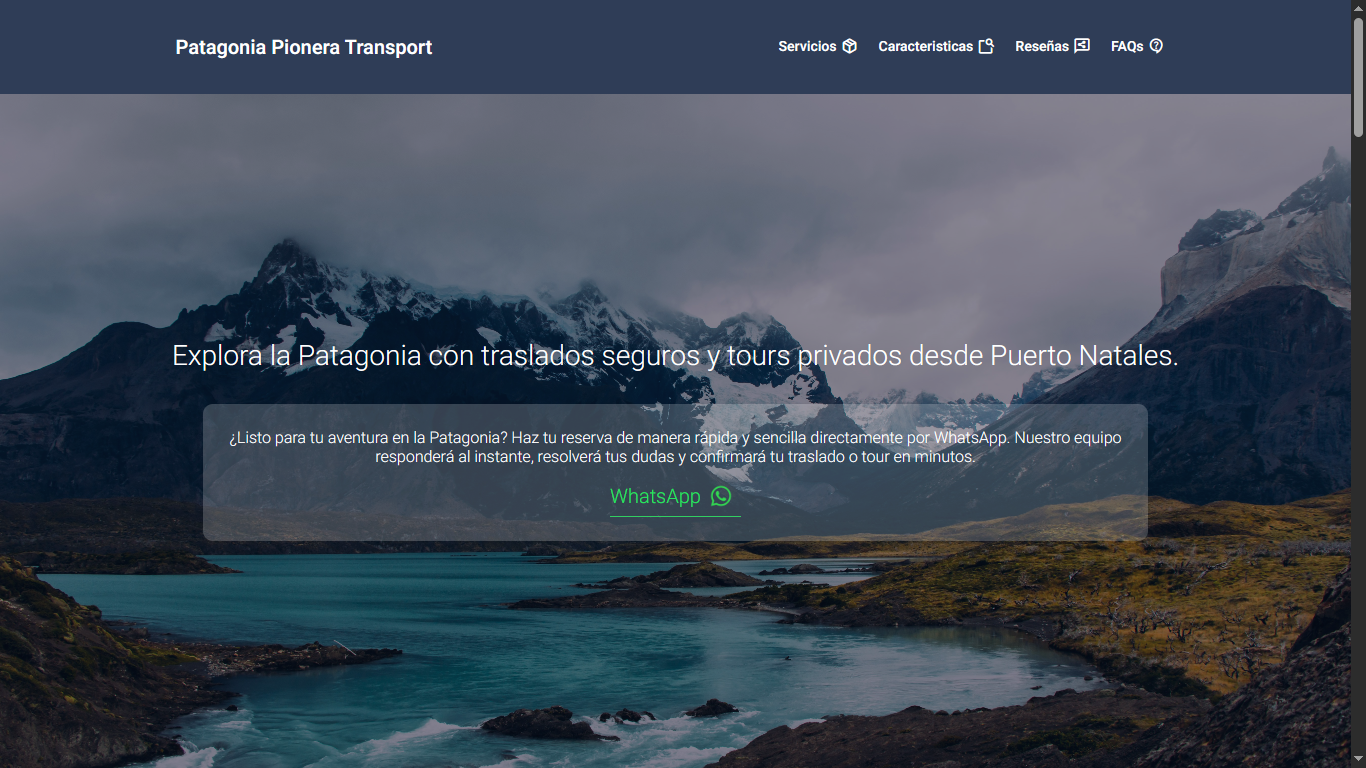 Patagonia Pionera Transport
Servicios
Caracteristicas
Reseñas
FAQs
Explora la Patagonia con traslados seguros y tours privados desde Puerto Natales.
¿Listo para tu aventura en la Patagonia? Haz tu reserva de manera rápida y sencilla directamente por WhatsApp. Nuestro equipo
responderá al instante, resolverá tus dudas y confirmará tu traslado o tour en minutos.
WhatsApp